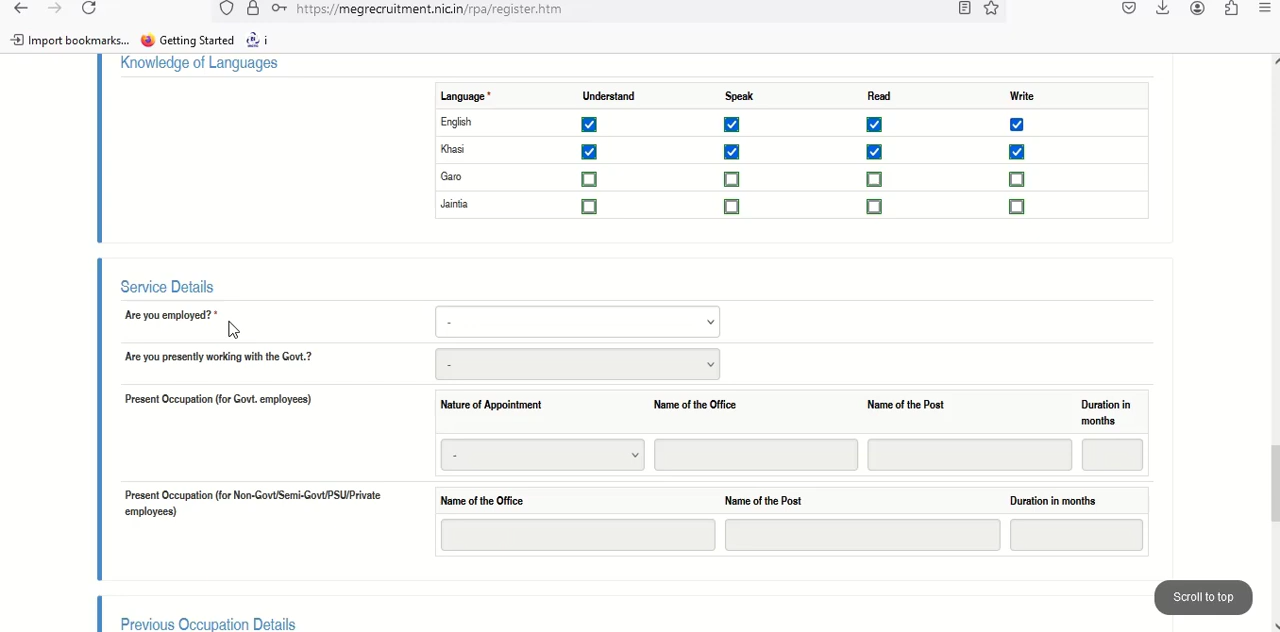 https://megrecruitment.nic.in/rpa/register.htm
Import bookmarks... Getting Started i
Knowledge of Languages
Language * Understand Speak Read Write
English
Khasi
Garo
Jaintia
Service Details
Are you employed? * -
Are you presently working with the Govt.? -
Present Occupation (for Govt. employees) Nature of Appointment Name of the Office Name of the Post Duration in
months
-
Present Occupation (for Non-Govt/Semi-Govt/PSU/Private Name of the Office Name of the Post Duration in months
employees)
Scroll to top
Previous Occupation Details